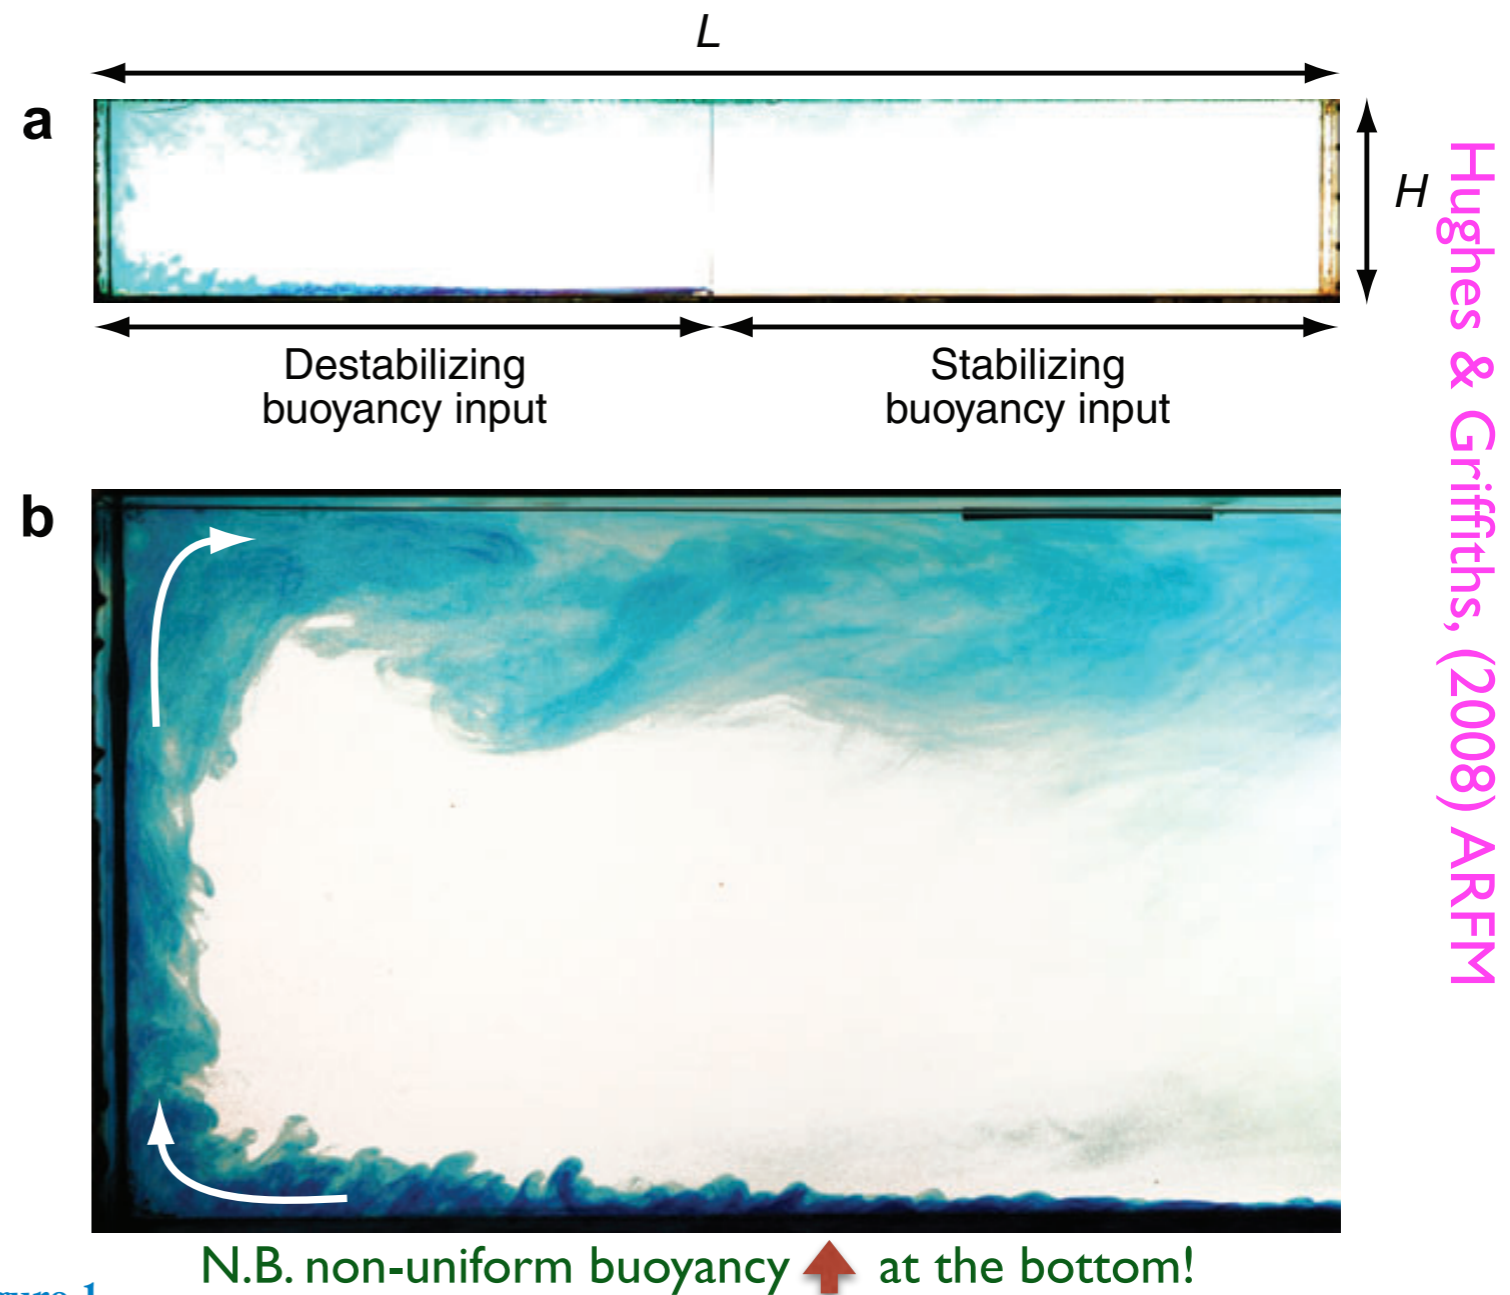 L
a
H
Destabilizing
buoyancy input
Stabilizing
buoyancy input
b
Hughes & Griffiths, (2008) ARFM
N.B. non-uniform buoyancy at the bottom!